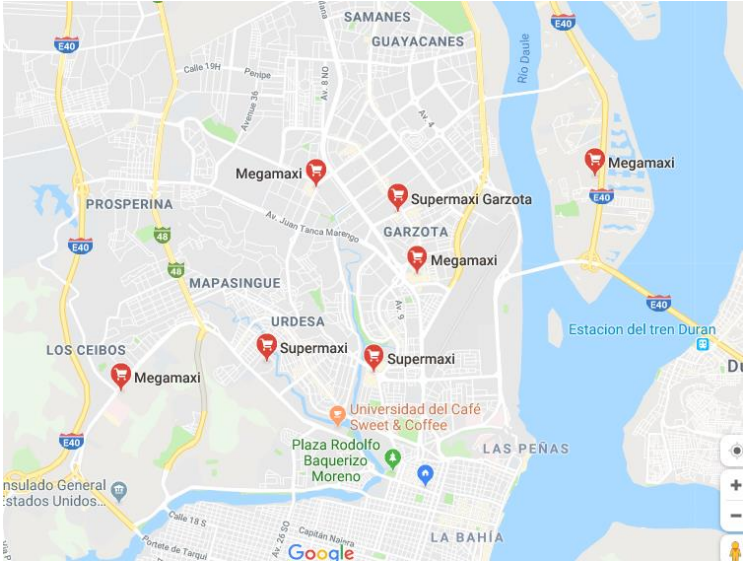 SAMANES
GUAYACANES
E40
E40
Calle 19H
Penipe
Av. 8 NO
Río Daule
Avenue 36
Av. 4
Megamaxi
Megamaxi
Supermaxi Garzota
E40
PROSPERINA
Av. Juan Tanca Marengo
GARZOTA
E40
48
Megamaxi
48
MAPASINGUE
Av. 9
E40
URDESA
Estacion del tren Duran
LOS CEIBOS
Supermaxi
Supermaxi
Du
Megamaxi
Universidad del Café
Sweet & Coffee
E40
Plaza Rodolfo
Baquerizo
Moreno
LAS PEÑAS
nsulado General
Estados Unidos...
Calle 18 S
Av. 26 SO
Capitán Najera
LA BAHÍA
Portete de Tarqui
Google